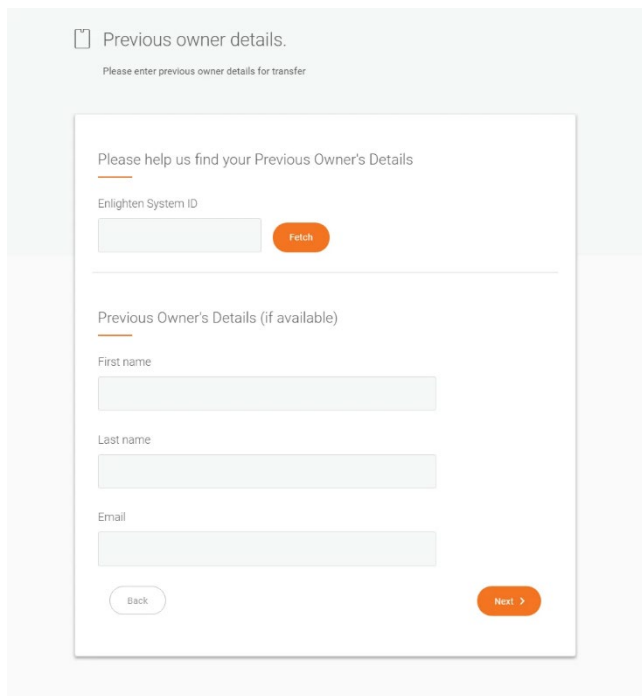 Previous owner details.
Please enter previous owner details for transfer
Please help us find your Previous Owner's Details
Enlighten System ID
Fetch
Previous Owner's Details (if available)
First name
Last name
Email
Back
Next